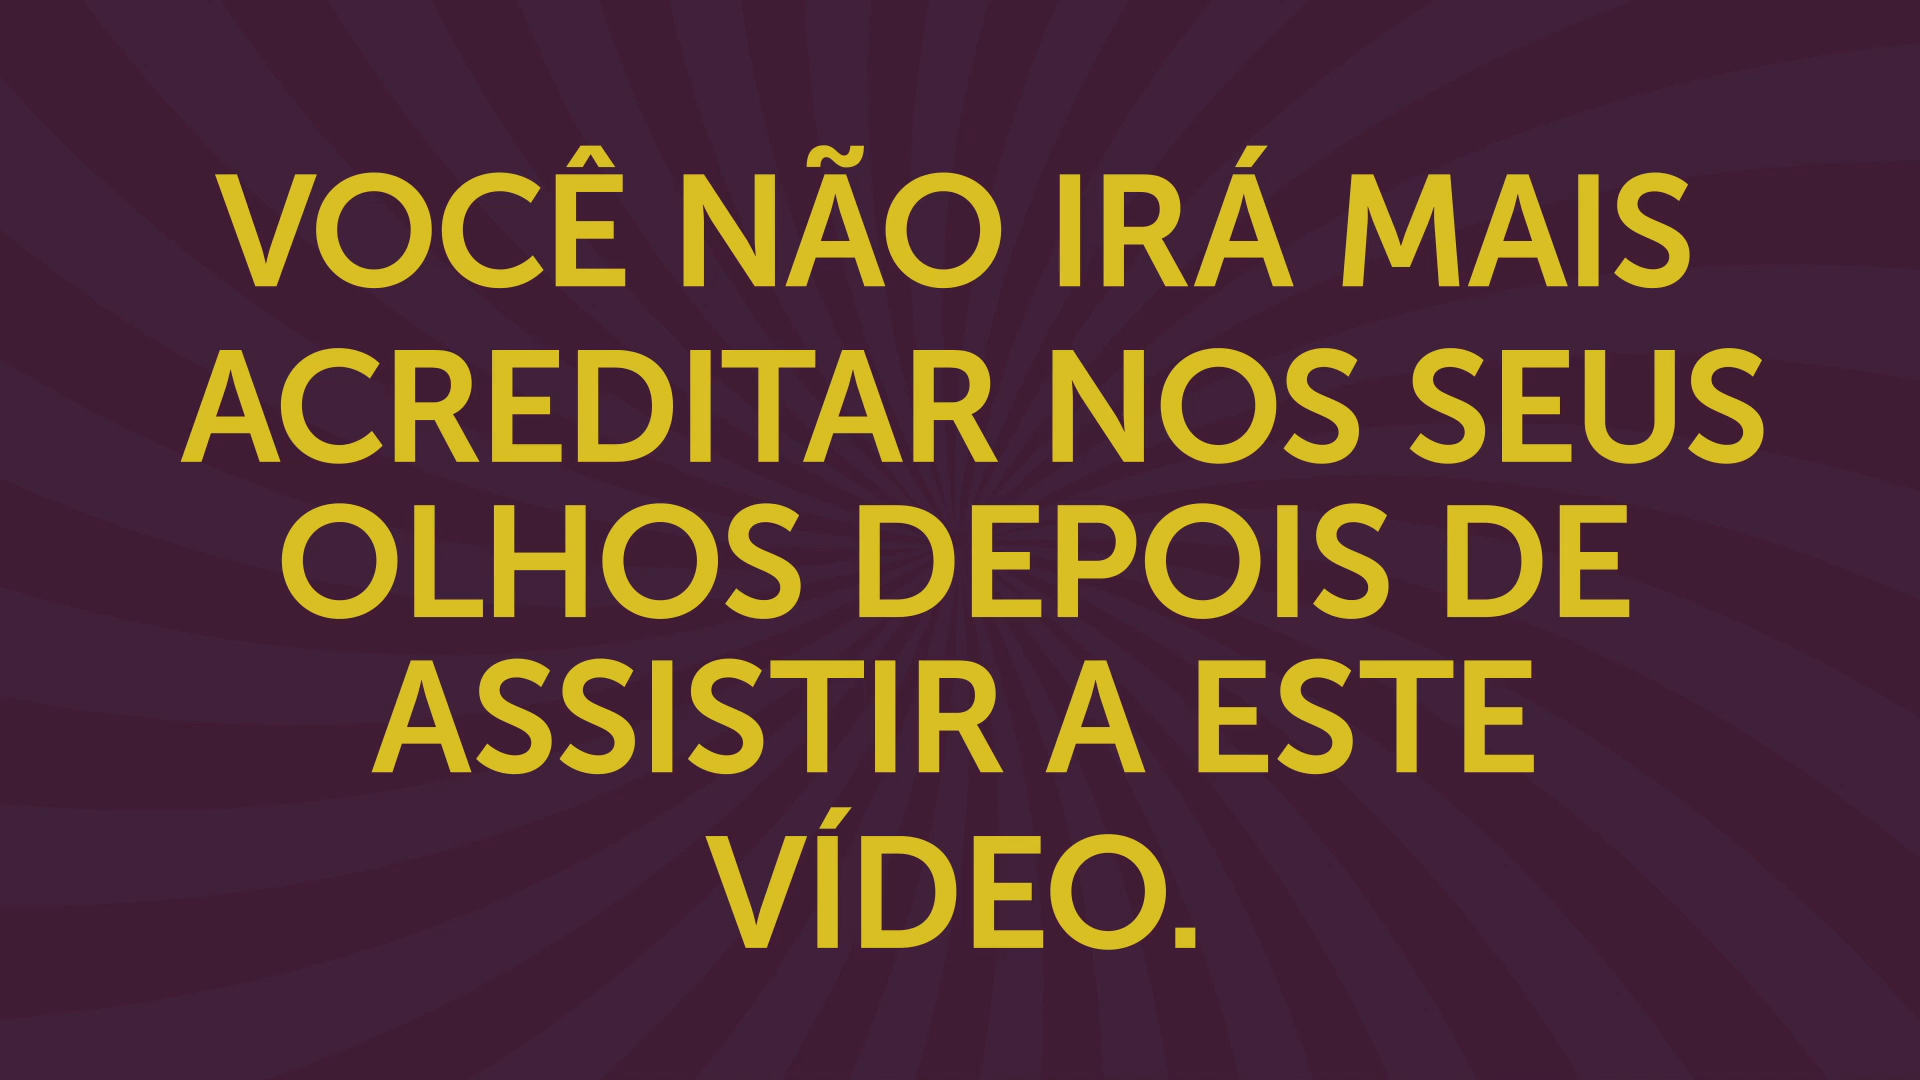 VOCÊ NÃO IRÁ MAIS
ACREDITAR NOS SEUS
OLHOS DEPOIS DE
ASSISTIR A ESTE
VÍDEO.